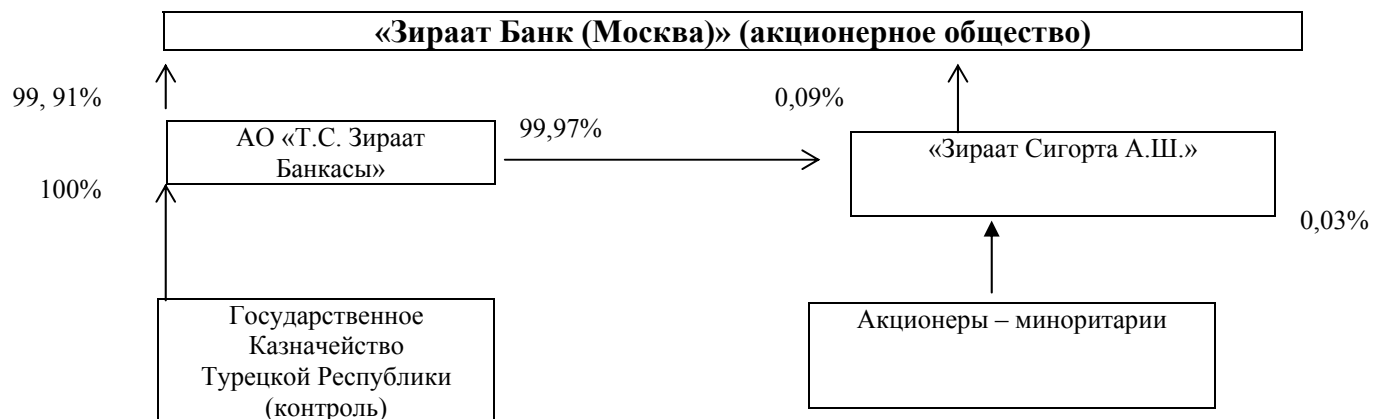 «Зираат Банк (Москва)» (акционерное общество)
99, 91%
0,09%
АО «Т.С. Зираат
Банкасы»
99,97%
«Зираат Сигорта А.Ш.»
100%
0,03%
Государственное
Казначейство
Турецкой Республики
(контроль)
Акционеры – миноритарии